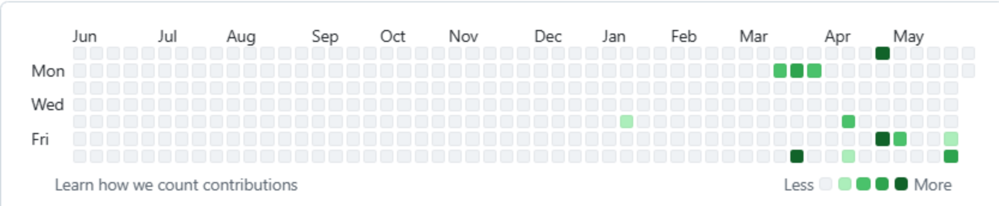 Jun Jul Aug Sep Oct Nov Dec Jan Feb Mar Apr May
Mon
Wed
Fri
Learn how we count contributions
Less More